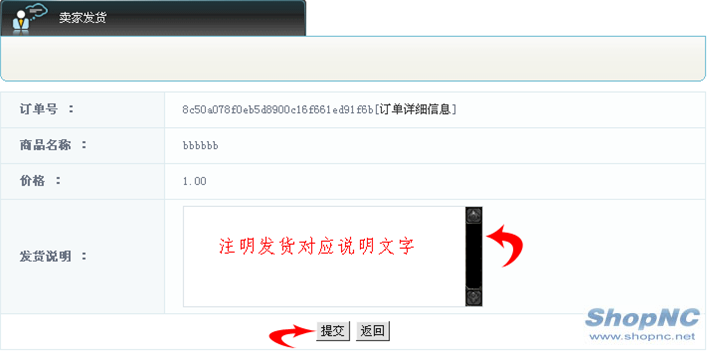 卖家发货
订单号 ：
8c50a078f0eb5d8900c16f661ed91f6b[订单详细信息]
商品名称 ：
bbbbbb
价格 ：
1.00
发货说明 ：
注明发货对应说明文字
提交 返回
ShopNC
www.shopnc.net